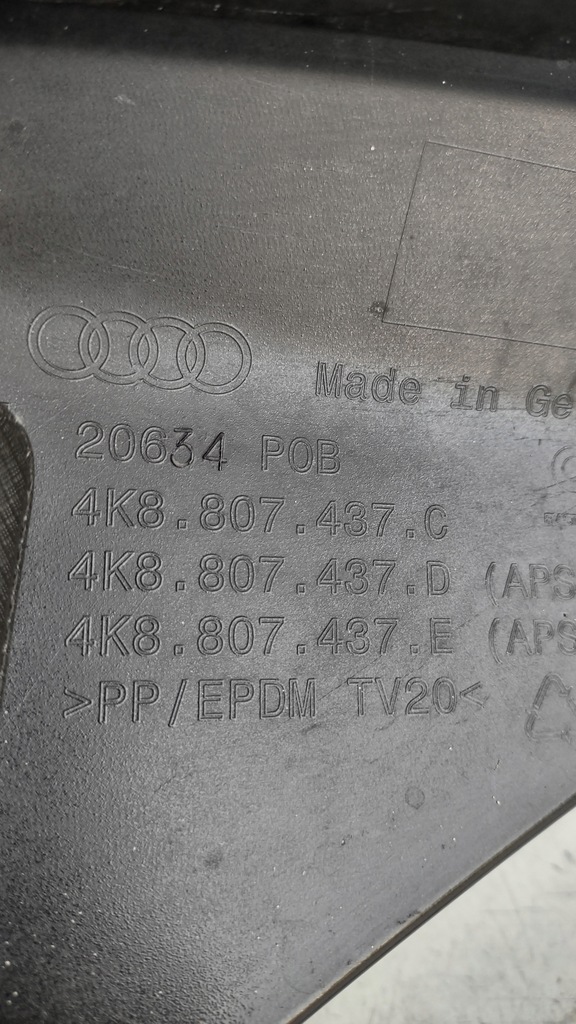 Made in Ge
20634 POB
4K8.807.437.C
4K8.807.437.D (APS
4K8.807.437.E (APS
>PP/EPDM TV20<